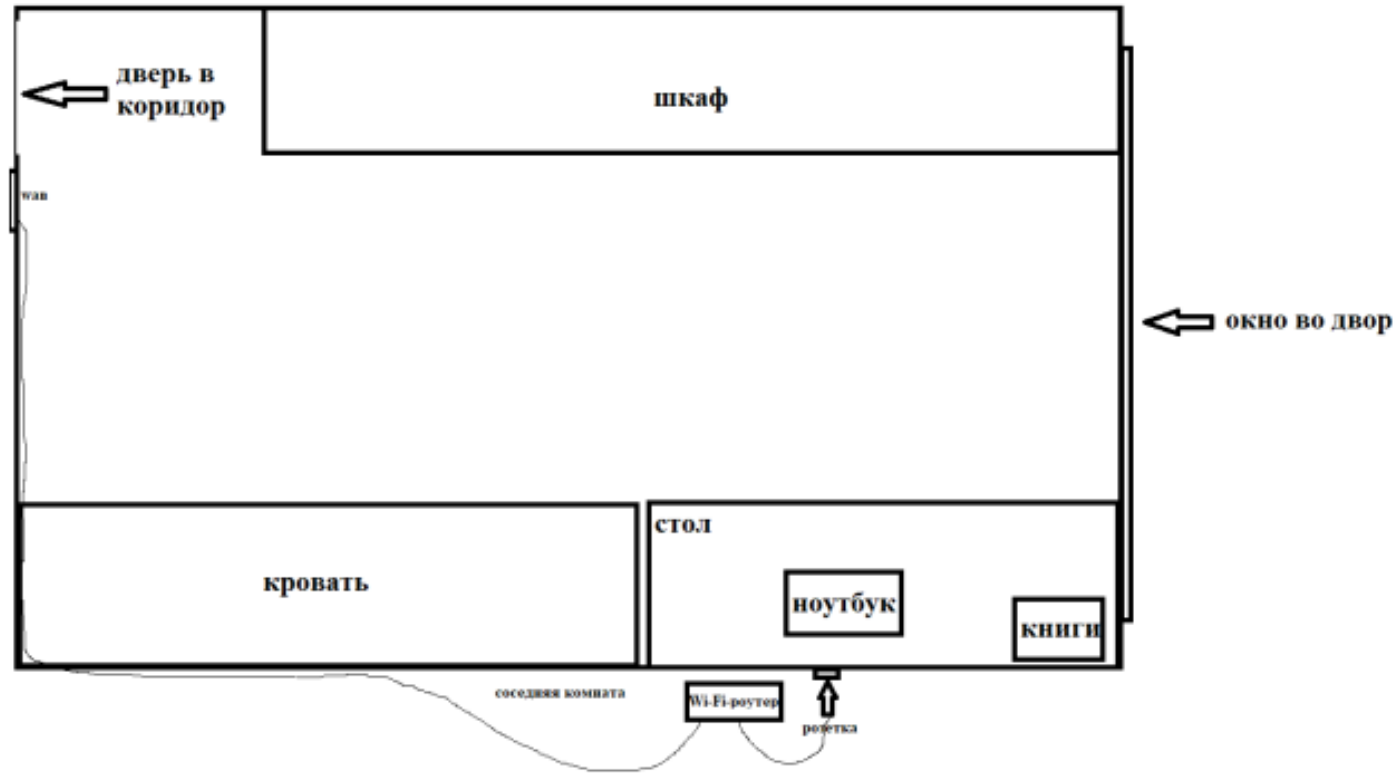 дверь в
коридор
шкаф
wan
окно во двор
стол
кровать
ноутбук
книги
соседняя комната
Wi-Fi-роутер
розетка